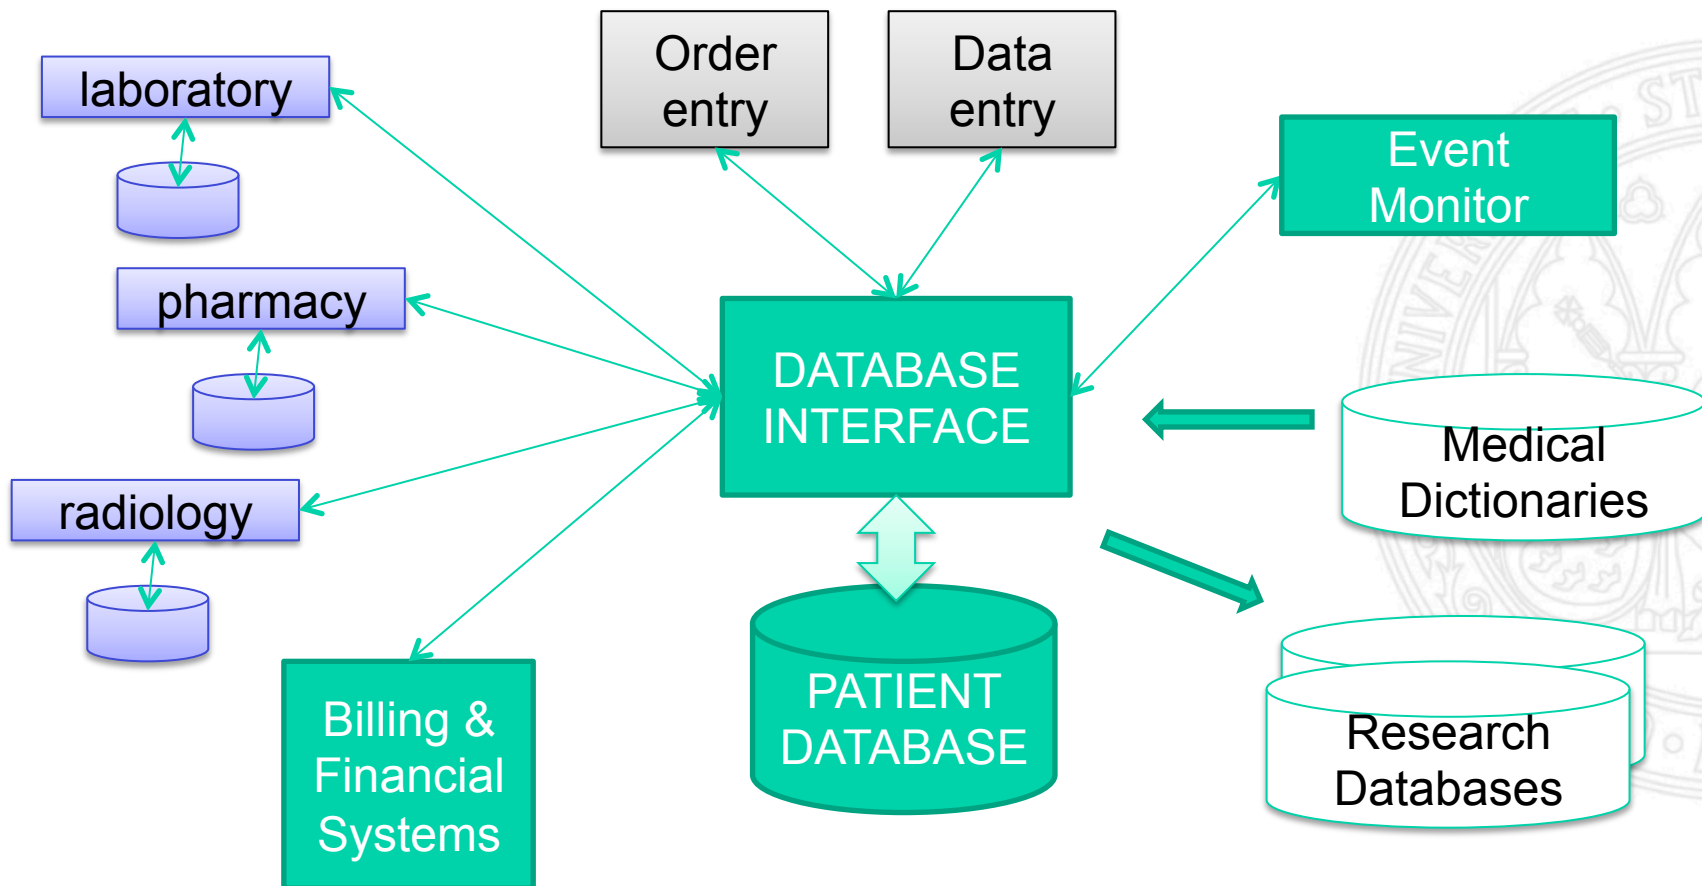 Order
entry
Data
entry
laboratory
Event
Monitor
pharmacy
DATABASE
INTERFACE
Medical
Dictionaries
radiology
Billing &
Financial
Systems
PATIENT
DATABASE
Research
Databases